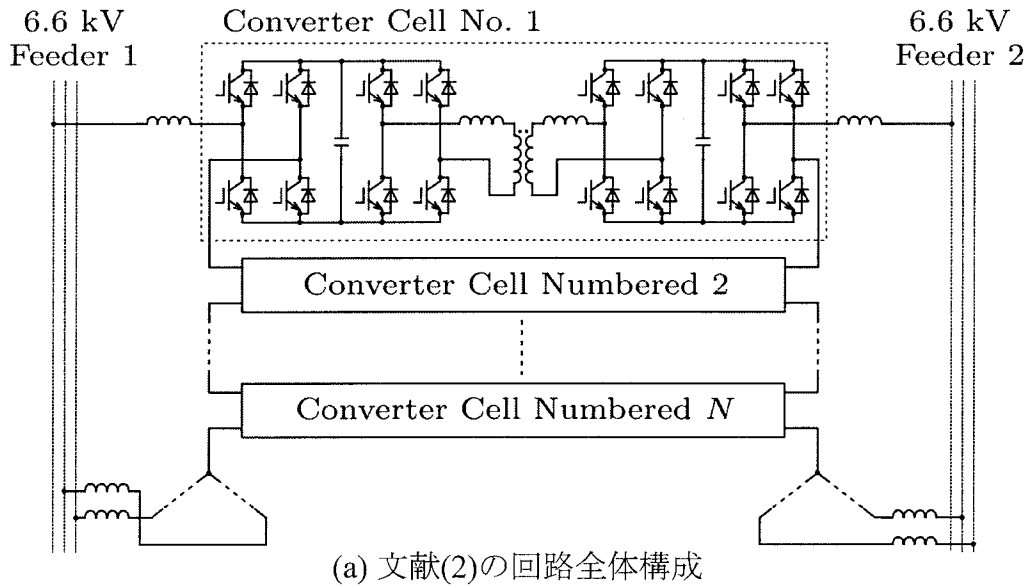 6.6 kV
Feeder 1
Converter Cell No. 1
6.6 kV
Feeder 2
Converter Cell Numbered 2
Converter Cell Numbered N
(a) 文献(2)の回路全体構成